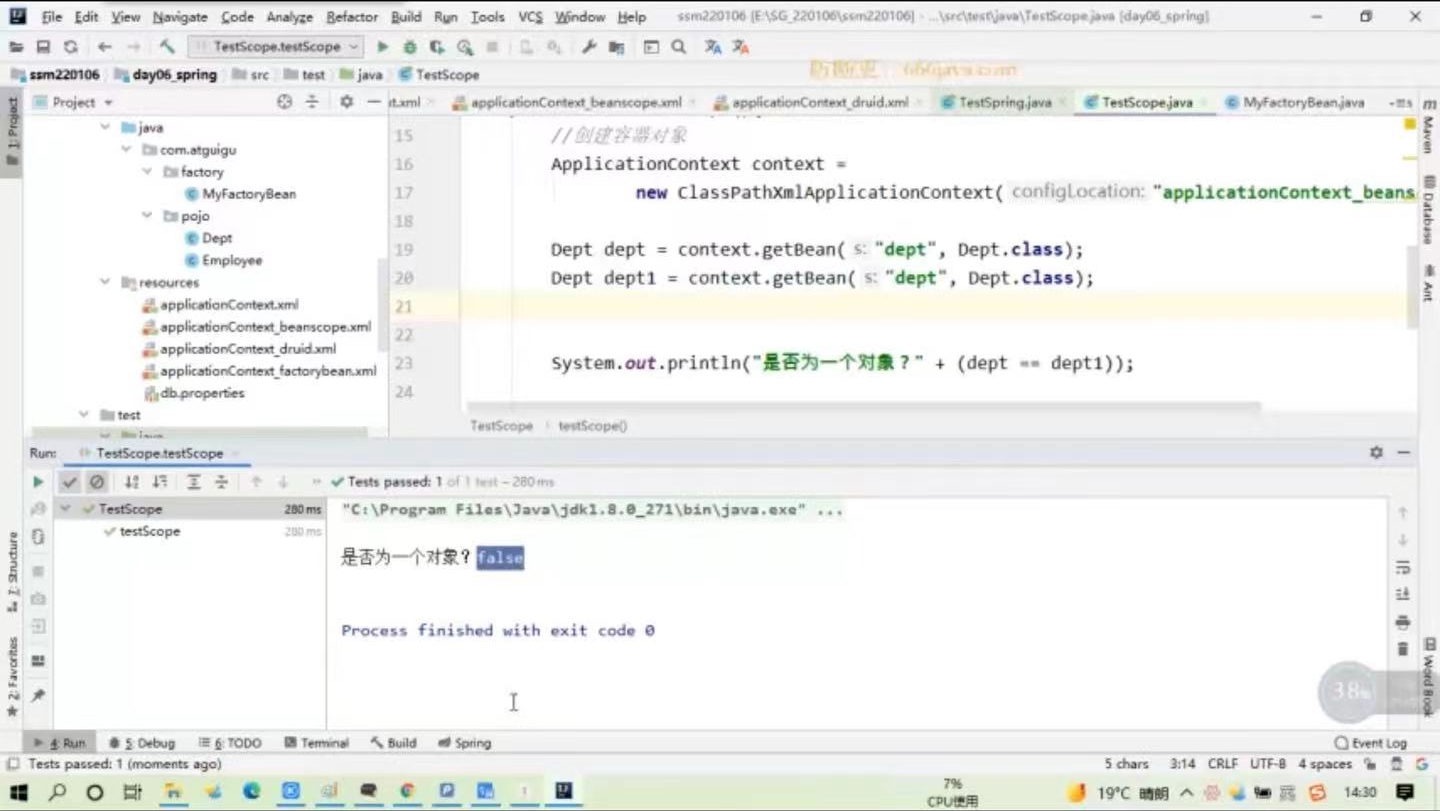 File Edit View Navigate Code Analyze Refactor Build Run Tools VCS Window Help ssm220106 [E:\SG_220106\ssm220106] - ...\src\test\java\TestScope.java [day06_spring]
TestScope.testScope
ssm220106 day06_spring src test java TestScope
Project
t.xml applicationContext_beanscope.xml applicationContext_druid.xml TestSpring.java TestScope.java MyFactoryBean.java
java
com.atguigu
factory
MyFactoryBean
pojo
Dept
Employee
resources
applicationContext.xml
applicationContext_beanscope.xml
applicationContext_druid.xml
applicationContext_factorybean.xml
db.properties
test
java
15 //创建容器对象
16 ApplicationContext context =
17 new ClassPathXmlApplicationContext( configLocation: "applicationContext_beans
18
19 Dept dept = context.getBean( s: "dept", Dept.class);
20 Dept dept1 = context.getBean( s: "dept", Dept.class);
21
22
23 System.out.println("是否为一个对象？" + (dept == dept1));
24
TestScope testScope()
1: Project
7: Structure
2: Favorites
Maven
Database
Ant
Word Book
Run: TestScope.testScope
Tests passed: 1 of 1 test – 280 ms
TestScope 280 ms
testScope 280 ms
"C:\Program Files\Java\jdk1.8.0_271\bin\java.exe" ...
是否为一个对象？false
Process finished with exit code 0
38%
4: Run 5: Debug 6: TODO Terminal Build Spring Event Log
Tests passed: 1 (moments ago) 5 chars 3:14 CRLF UTF-8 4 spaces
7%
CPU使用
19°C 晴朗 英 14:30